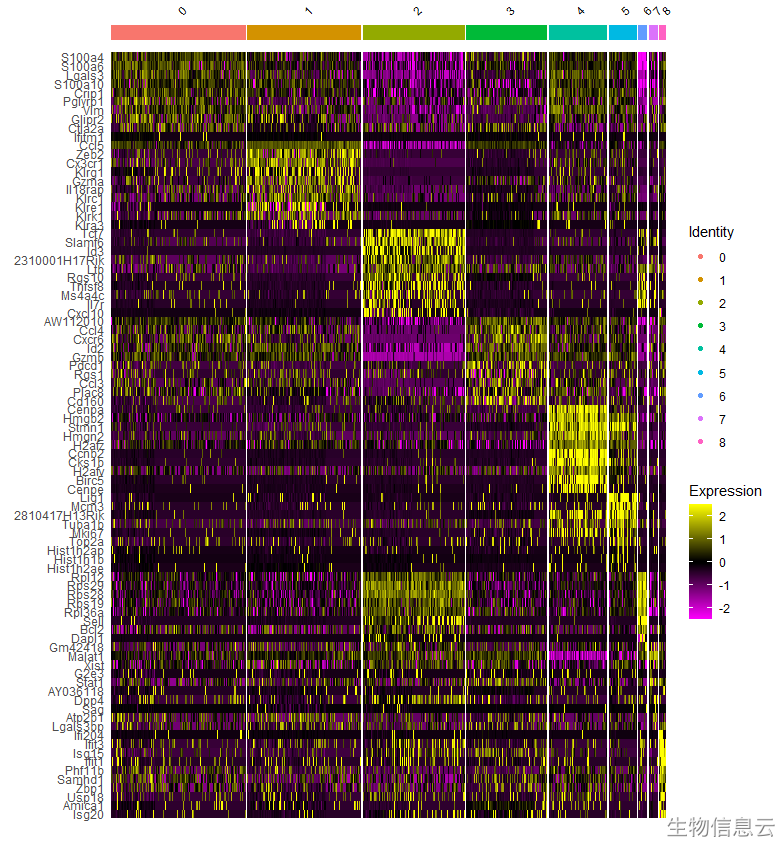 0 1 2 3 4 5 6 7 8
S100a4
S100a6
Lgals3
S100a10
Crip1
Pglyrp1
Vim
Glipr2
Ctla2a
Ifitm1
Ccl5
Zeb2
Cx3cr1
Klrg1
Gzma
Il18rap
Klrc1
Klre1
Klrk1
Klra3
Tcf7
Slamf6
Id3
2310001H17Rik
Ltb
Rgs10
Tnfsf8
Ms4a4c
Il7r
Cxcl10
AW112010
Ccl4
Cxcr6
Id2
Gzmb
Pdcd1
Rgs1
Ccl3
Plac8
Cd160
Cenpa
Hmgb2
Stmn1
Hmgn2
H2afz
Ccnb2
Cks1b
H2afv
Birc5
Cenpe
Lig1
Mcm3
2810417H13Rik
Tuba1b
Mki67
Top2a
Hist1h2ap
Hist1h1b
Hist1h2ae
Rpl12
Rps29
Rps28
Rps19
Rpl36a
Sell
Bcl2
Dapl1
Gm42418
Malat1
Xist
G2e3
Stat1
AY036118
Dpp4
Sag
Atp2b1
Lgals3bp
Ifi204
Ifit3
Isg15
Ifit1
Phf11b
Samhd1
Zbp1
Usp18
Amica1
Isg20
Identity
0
1
2
3
4
5
6
7
8
Expression
2
1
0
-1
-2
生物信息云